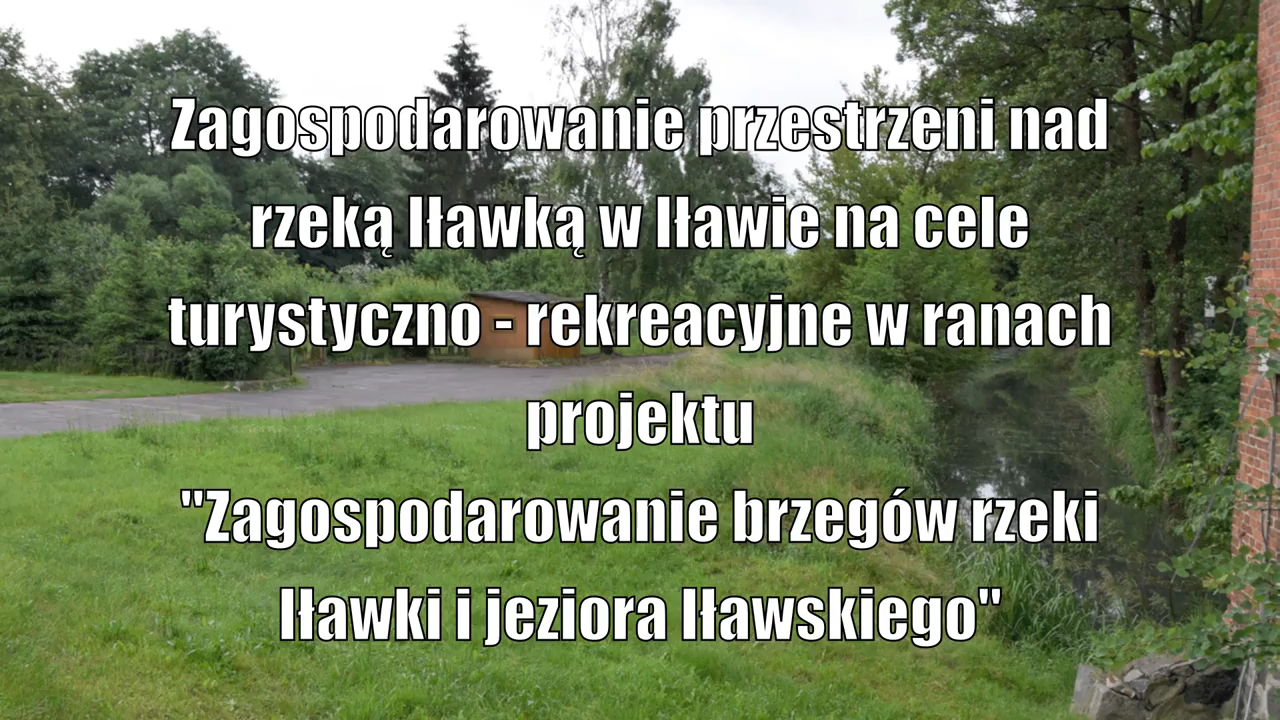 Zagospodarowanie przestrzeni nad
rzeką Iławką w Iławie na cele
turystyczno - rekreacyjne w ranach
projektu
"Zagospodarowanie brzegów rzeki
Iławki i jeziora Iławskiego"